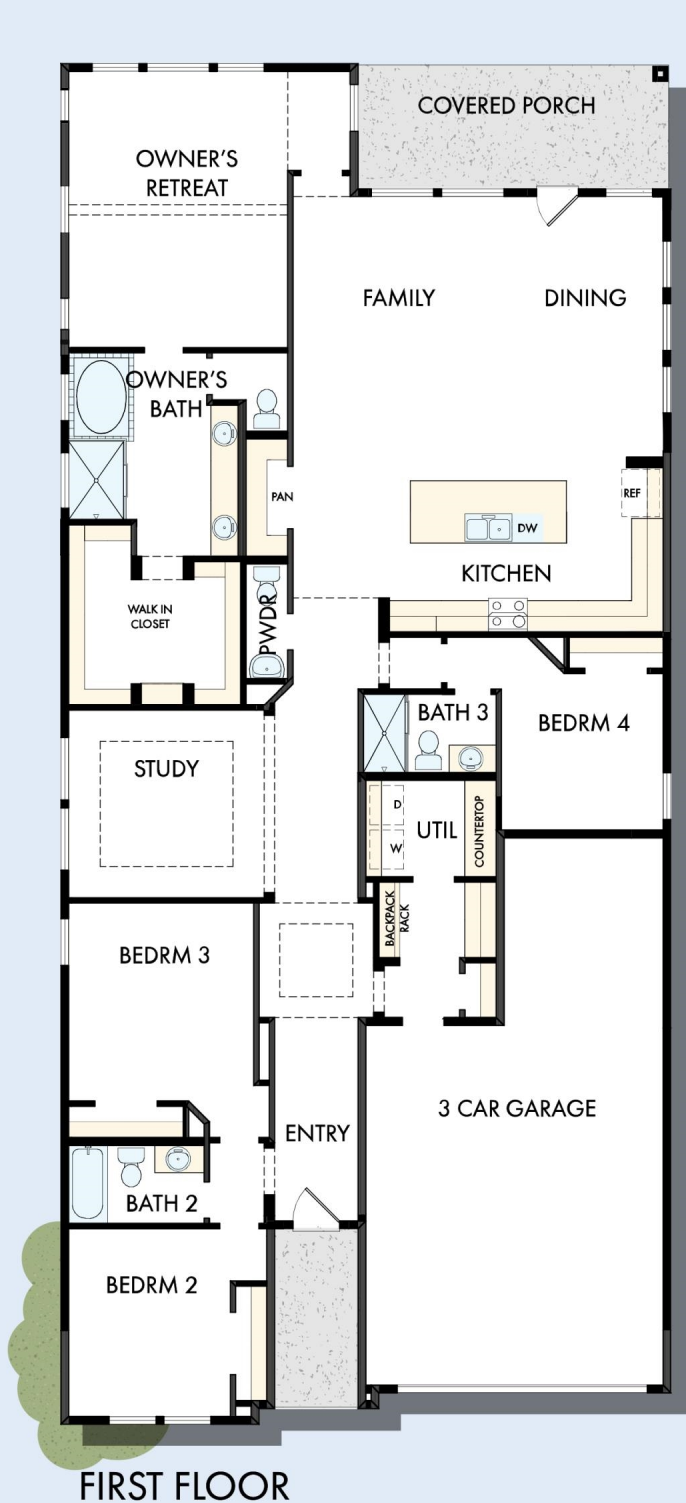 COVERED PORCH
OWNER'S
RETREAT
FAMILY
DINING
OWNER'S
BATH
PAN
REF
DW
KITCHEN
WALK IN
CLOSET
PWDR
BATH 3
BEDRM 4
STUDY
D
W
UTIL
COUNTERTOP
BACKPACK
RACK
BEDRM 3
3 CAR GARAGE
ENTRY
BATH 2
BEDRM 2
FIRST FLOOR